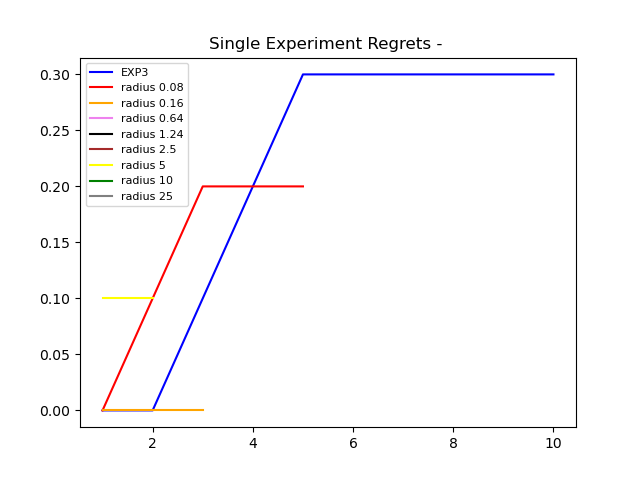 Single Experiment Regrets -
EXP3
radius 0.08
radius 0.16
radius 0.64
radius 1.24
radius 2.5
radius 5
radius 10
radius 25
0.30
0.25
0.20
0.15
0.10
0.05
0.00
2 4 6 8 10